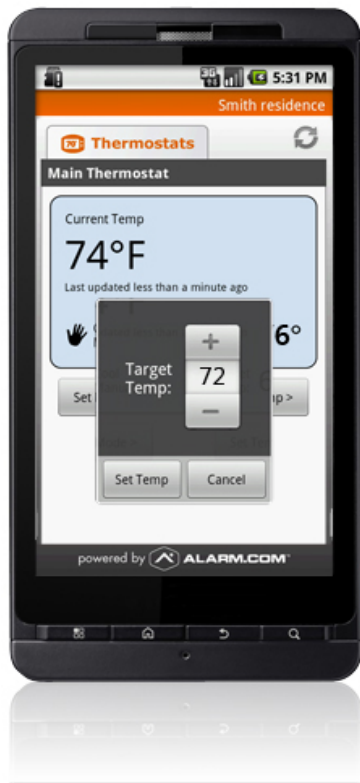 3G
5:31 PM
Smith residence
Thermostats
Main Thermostat
Current Temp
74°F
Last updated less than a minute ago
6°
Target
Temp:
+
72
−
Set
p >
Set Temp
Cancel
powered by ALARM.COM